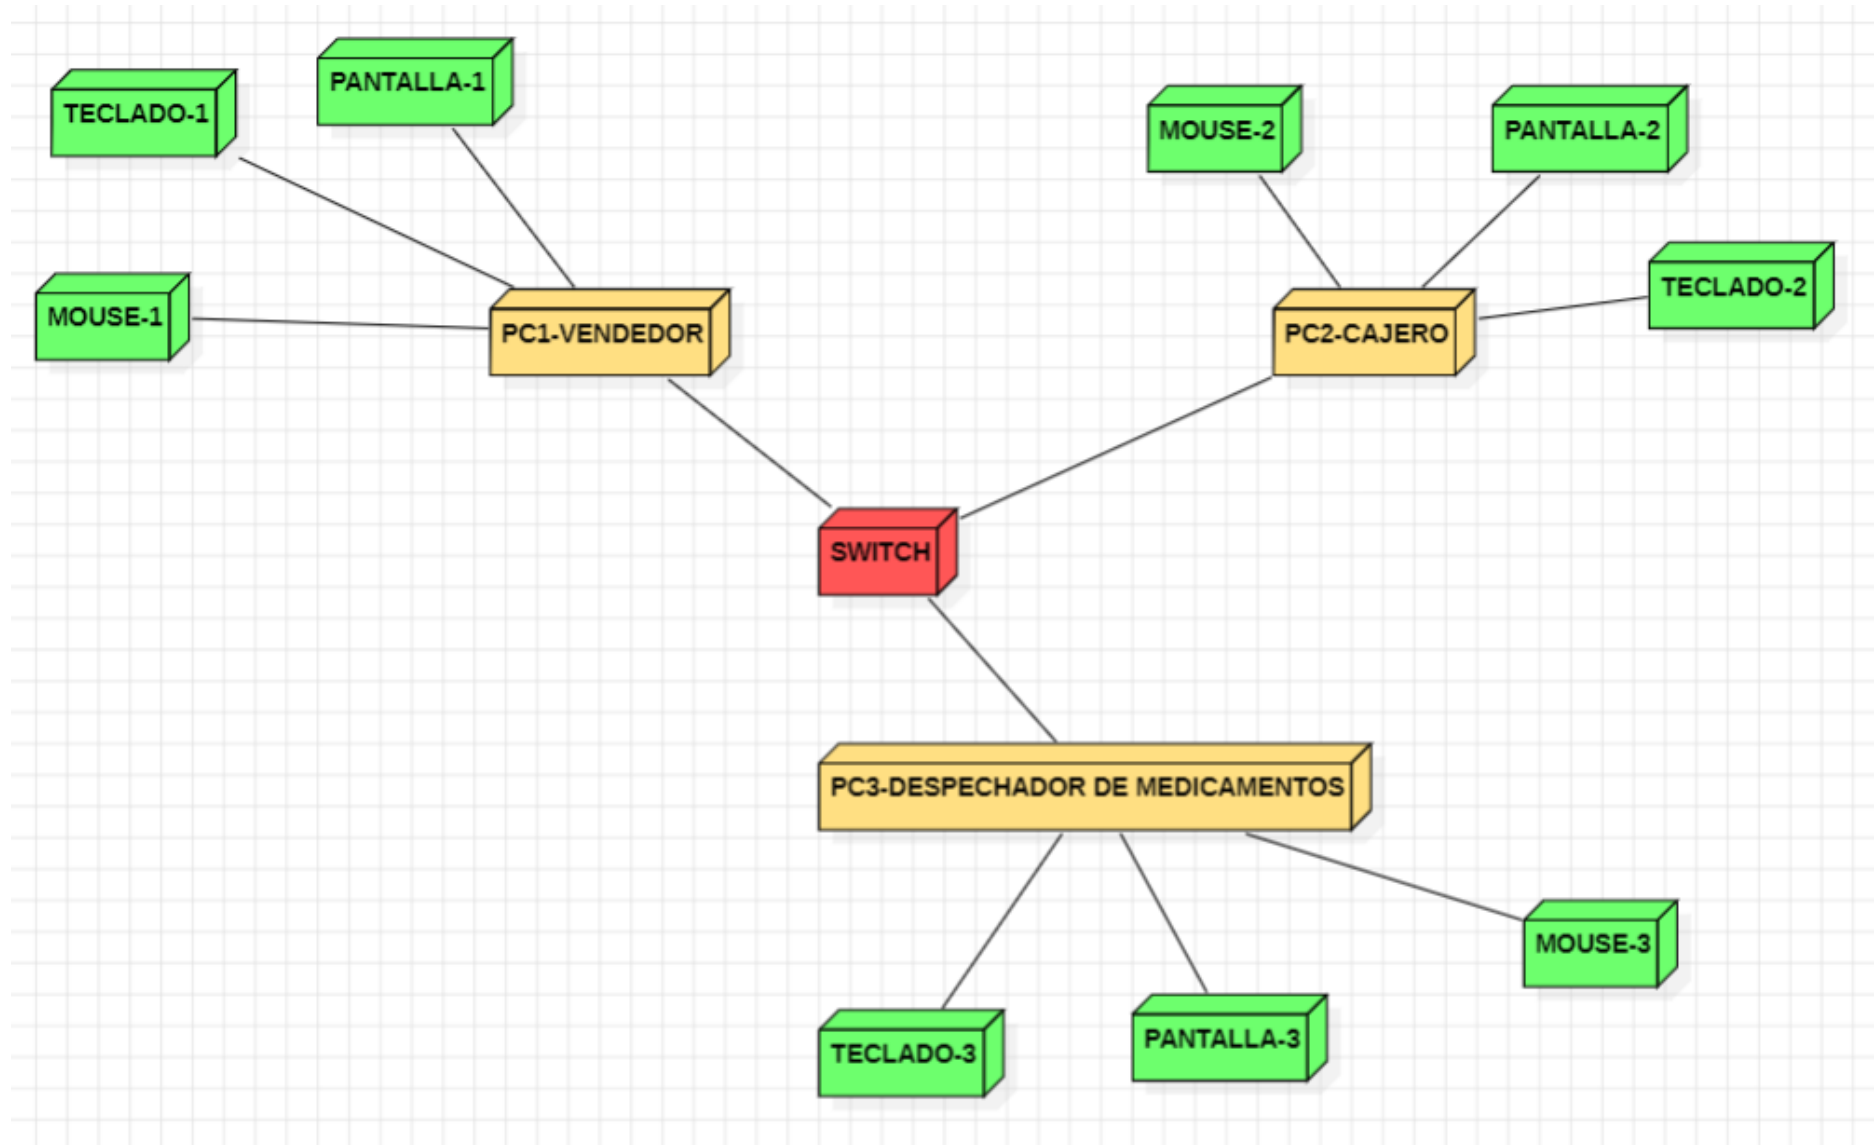 PANTALLA-1
TECLADO-1
MOUSE-2
PANTALLA-2
TECLADO-2
MOUSE-1
PC1-VENDEDOR
PC2-CAJERO
SWITCH
PC3-DESPECHADOR DE MEDICAMENTOS
MOUSE-3
TECLADO-3
PANTALLA-3